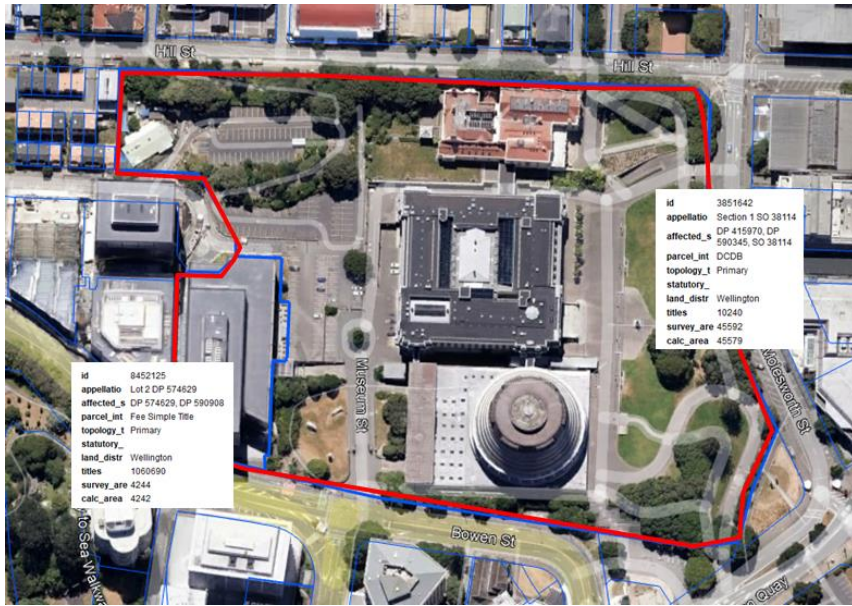 Hill St
Hill St
id 3851642
appellatio Section 1 SO 38114
affected_s DP 415970, DP
590345, SO 38114
parcel_int DCDB
topology_t Primary
statutory_
land_distr Wellington
titles 10240
survey_are 45592
calc_area 45579
Molesworth St
Museum St
id 8452125
appellatio Lot 2 DP 574629
affected_s DP 574629, DP 590908
parcel_int Fee Simple Title
topology_t Primary
statutory_
land_distr Wellington
titles 1060690
survey_are 4244
calc_area 4242
to Sea Walkway
Bowen St
Quay